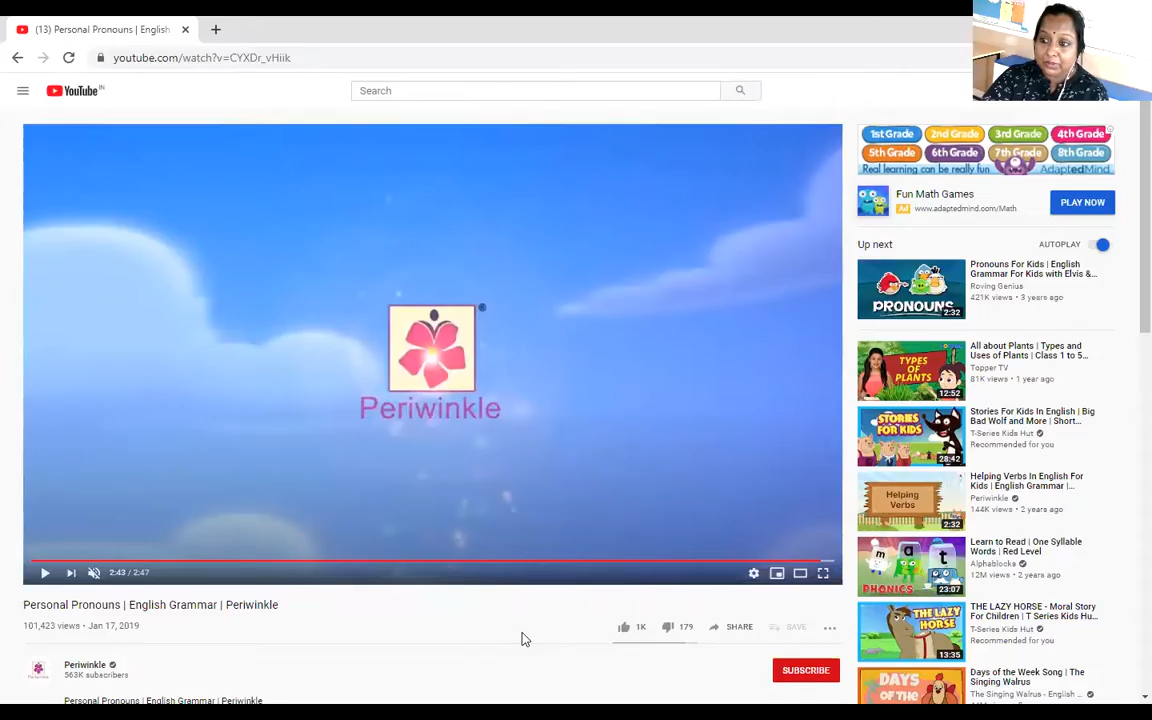 (13) Personal Pronouns | English
youtube.com/watch?v=CYXDr_vHiik
YouTube IN
Search
1st Grade 2nd Grade 3rd Grade 4th Grade
5th Grade 6th Grade 7th Grade 8th Grade
Real learning can be really fun AdaptedMind
Fun Math Games
Ad www.adaptedmind.com/Math
PLAY NOW
Up next
AUTOPLAY
PRONOUNS
2:32
Pronouns For Kids | English
Grammar For Kids with Elvis &...
Roving Genius
421K views • 3 years ago
TYPES
OF
PLANTS
12:52
All about Plants | Types and
Uses of Plants | Class 1 to 5...
Topper TV
81K views • 1 year ago
STORIES
FOR KIDS
28:42
Stories For Kids In English | Big
Bad Wolf and More | Short...
T-Series Kids Hut
Recommended for you
Helping
Verbs
2:32
Helping Verbs In English For
Kids | English Grammar |...
Periwinkle
144K views • 2 years ago
m a t
PHONICS
23:07
Learn to Read | One Syllable
Words | Red Level
Alphablocks
12M views • 2 years ago
THE LAZY
HORSE
13:35
THE LAZY HORSE - Moral Story
For Children | T Series Kids Hu...
T-Series Kids Hut
Recommended for you
DAYS
OF THE
Days of the Week Song | The
Singing Walrus
The Singing Walrus - English ...
Periwinkle
2:43 / 2:47
Personal Pronouns | English Grammar | Periwinkle
101,423 views • Jan 17, 2019
1K 179 SHARE SAVE
Periwinkle
563K subscribers
SUBSCRIBE
Personal Pronouns | English Grammar | Periwinkle